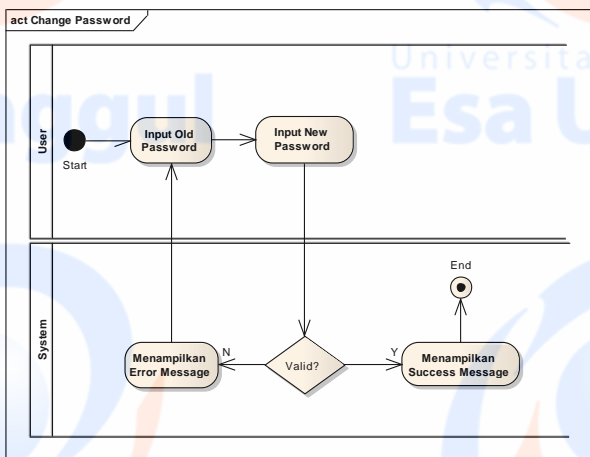 act Change Password
Universita
Esa U
nggul
User
Start
Input Old
Password
Input New
Password
System
End
Menampilkan
Error Message
N
Valid?
Y
Menampilkan
Success Message